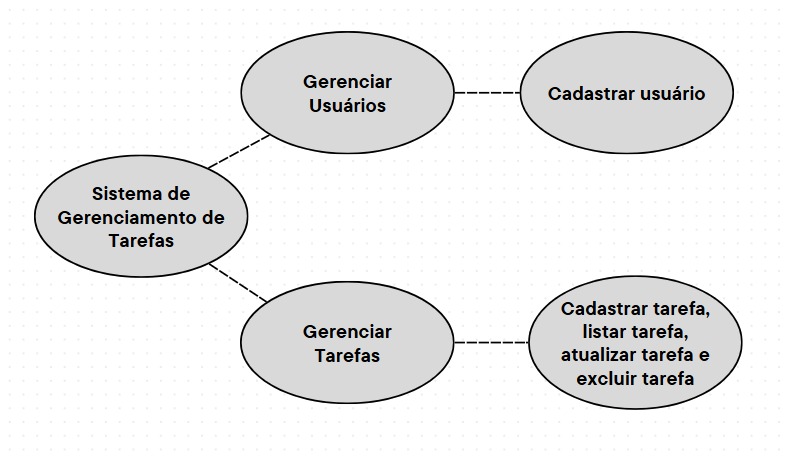 Gerenciar
Usuários
Cadastrar usuário
Sistema de
Gerenciamento de
Tarefas
Gerenciar
Tarefas
Cadastrar tarefa,
listar tarefa,
atualizar tarefa e
excluir tarefa